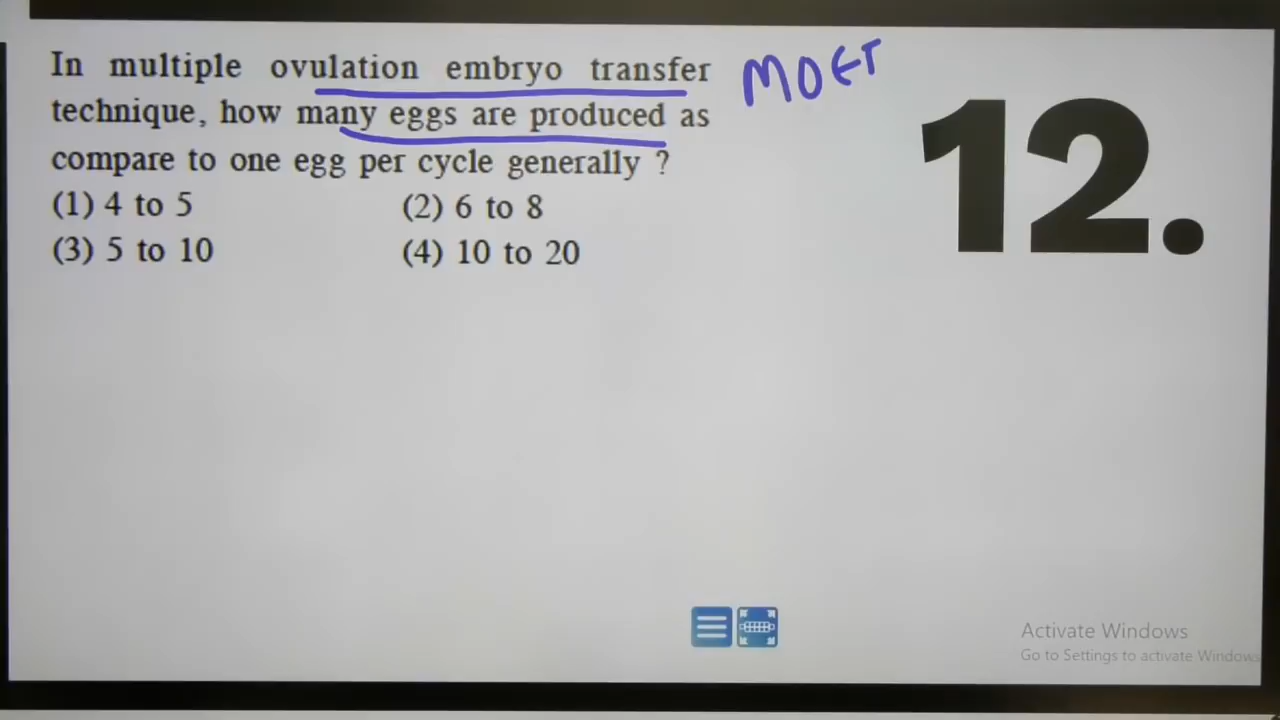 In multiple ovulation embryo transfer MOET
technique, how many eggs are produced as
compare to one egg per cycle generally ?
(1) 4 to 5 (2) 6 to 8
(3) 5 to 10 (4) 10 to 20
12.
Activate Windows
Go to Settings to activate Windows